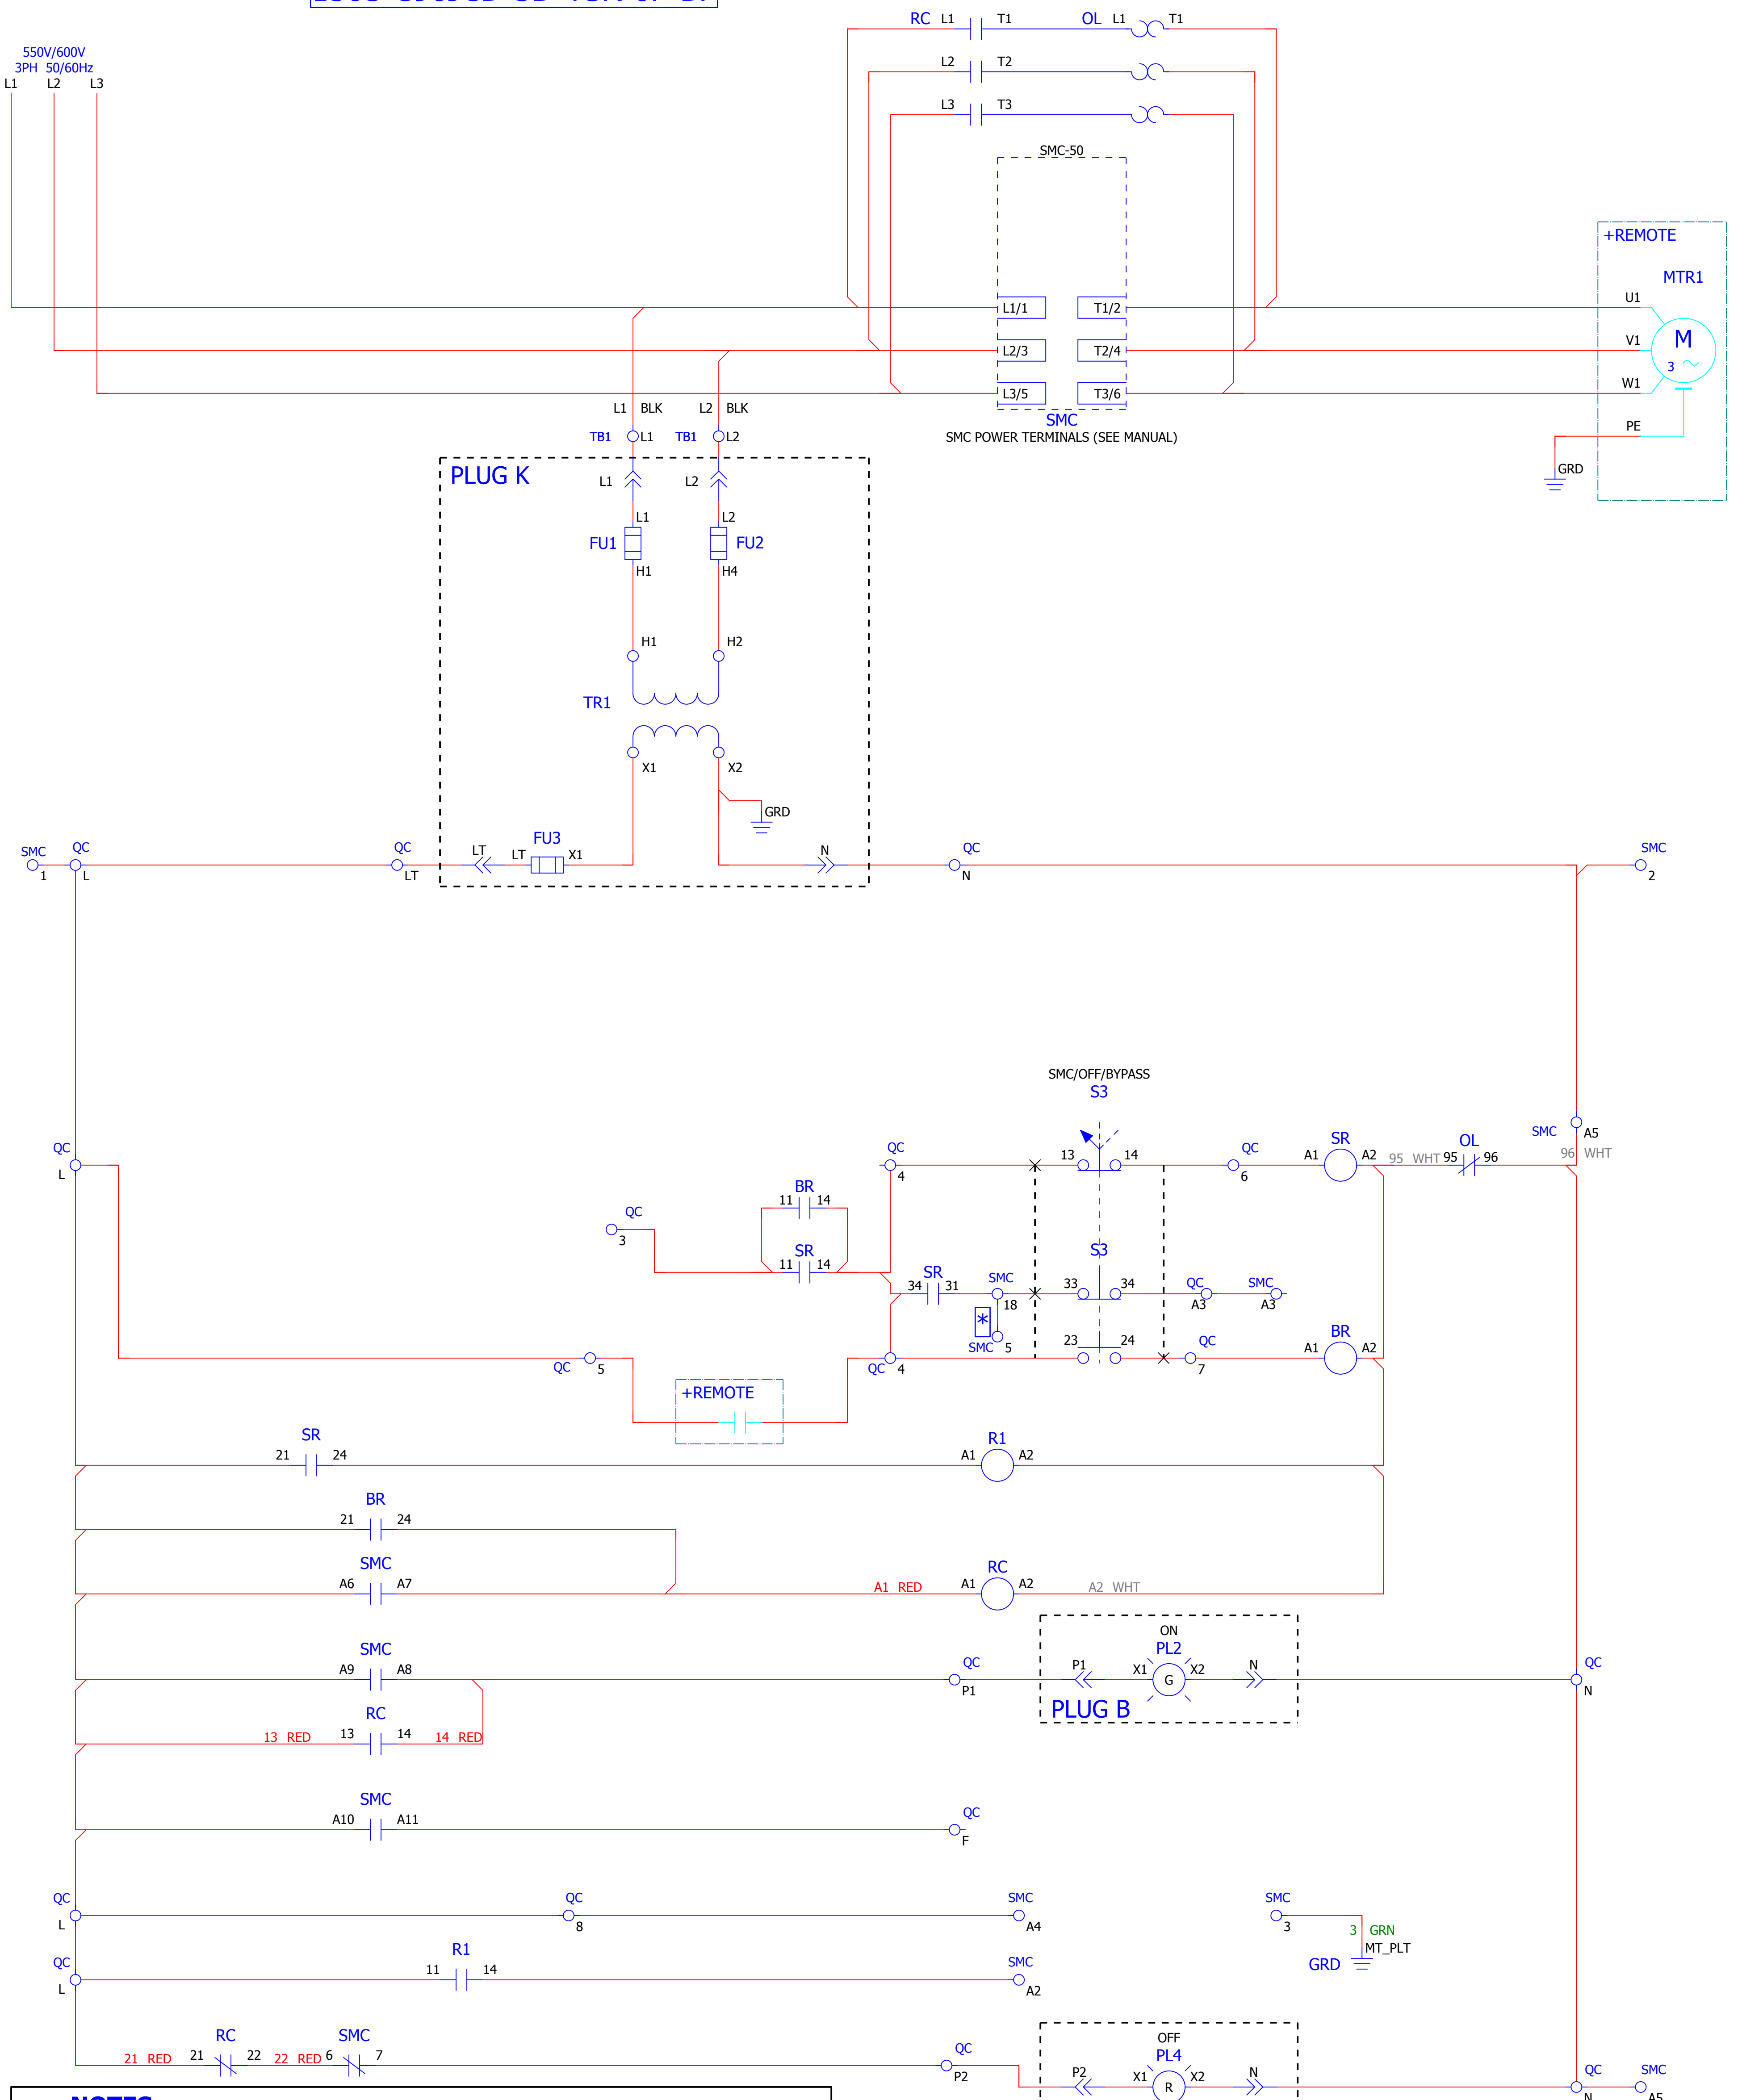 RC L1 T1 OL L1 T1
550V/600V
3PH 50/60Hz
L1 L2 L3
L2 T2
L3 T3
SMC-50
+REMOTE
MTR1
L1/1 T1/2 U1
L2/3 T2/4 V1 M
3
L3/5 T3/6 W1
L1 BLK L2 BLK
SMC
PE
TB1 L1 TB1 L2
SMC POWER TERMINALS (SEE MANUAL)
GRD
PLUG K
L1 L2
L1 L2
FU1 FU2
H1 H4
H1 H2
TR1
X1 X2
GRD
FU3
SMC QC QC LT LT X1 N QC SMC
1 L LT N 2
SMC/OFF/BYPASS
S3
SMC A5
QC QC 13 14 QC SR OL
L 4 6 A1 A2 95 WHT 95 96 96 WHT
BR
11 14
QC
3
SR
11 14
S3
SR
34 31 SMC 33 34 QC SMC
18 A3 A3
*
SMC 5 23 24 QC BR
A1 A2
QC 5 QC 4 7
+REMOTE
SR R1
21 24 A1 A2
BR
21 24
SMC RC
A6 A7 A1 RED A1 A2 A2 WHT
ON
SMC PL2
A9 A8 QC P1 X1 G X2 N QC
P1 N
PLUG B
RC
13 RED 13 14 14 RED
SMC
A10 A11 QC
F
QC QC SMC SMC
L 8 A4 3
3 GRN
MT_PLT
GRD
R1
QC 11 14 SMC
L A2
OFF
RC SMC PL4
21 RED 21 22 22 RED 6 7 QC
P2 P2 X1 R X2 N QC SMC
N A5